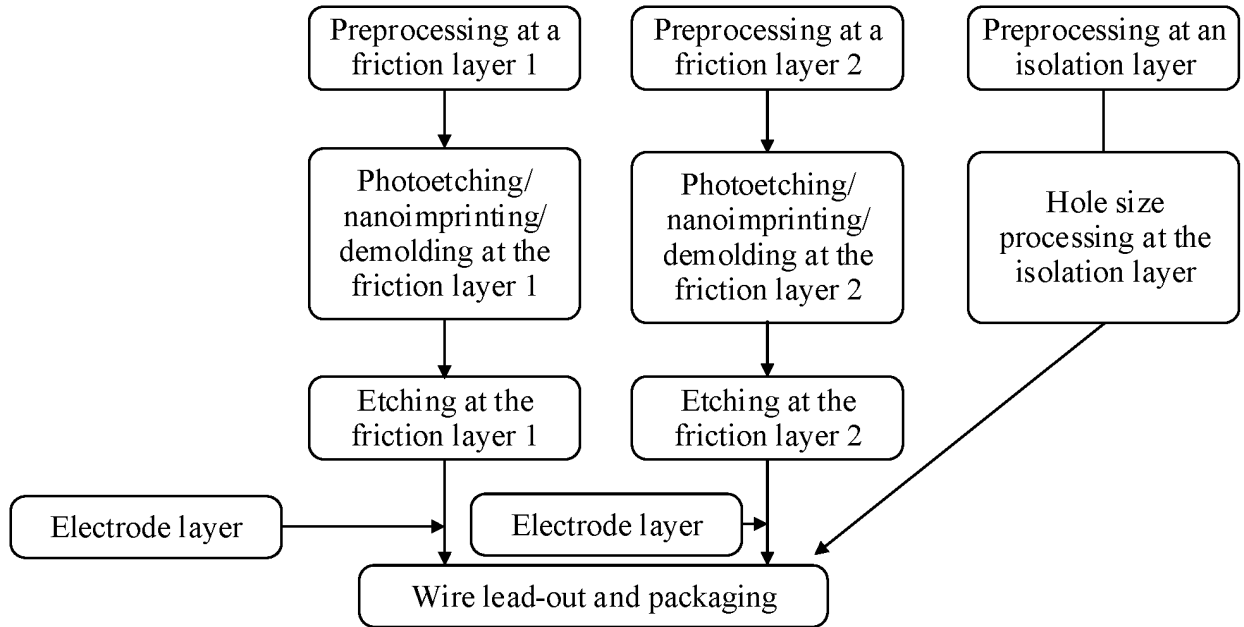 Preprocessing at a
friction layer 1
Preprocessing at a
friction layer 2
Preprocessing at an
isolation layer
Photoetching/
nanoimprinting/
demolding at the
friction layer 1
Photoetching/
nanoimprinting/
demolding at the
friction layer 2
Hole size
processing at the
isolation layer
Etching at the
friction layer 1
Etching at the
friction layer 2
Electrode layer
Electrode layer
Wire lead-out and packaging